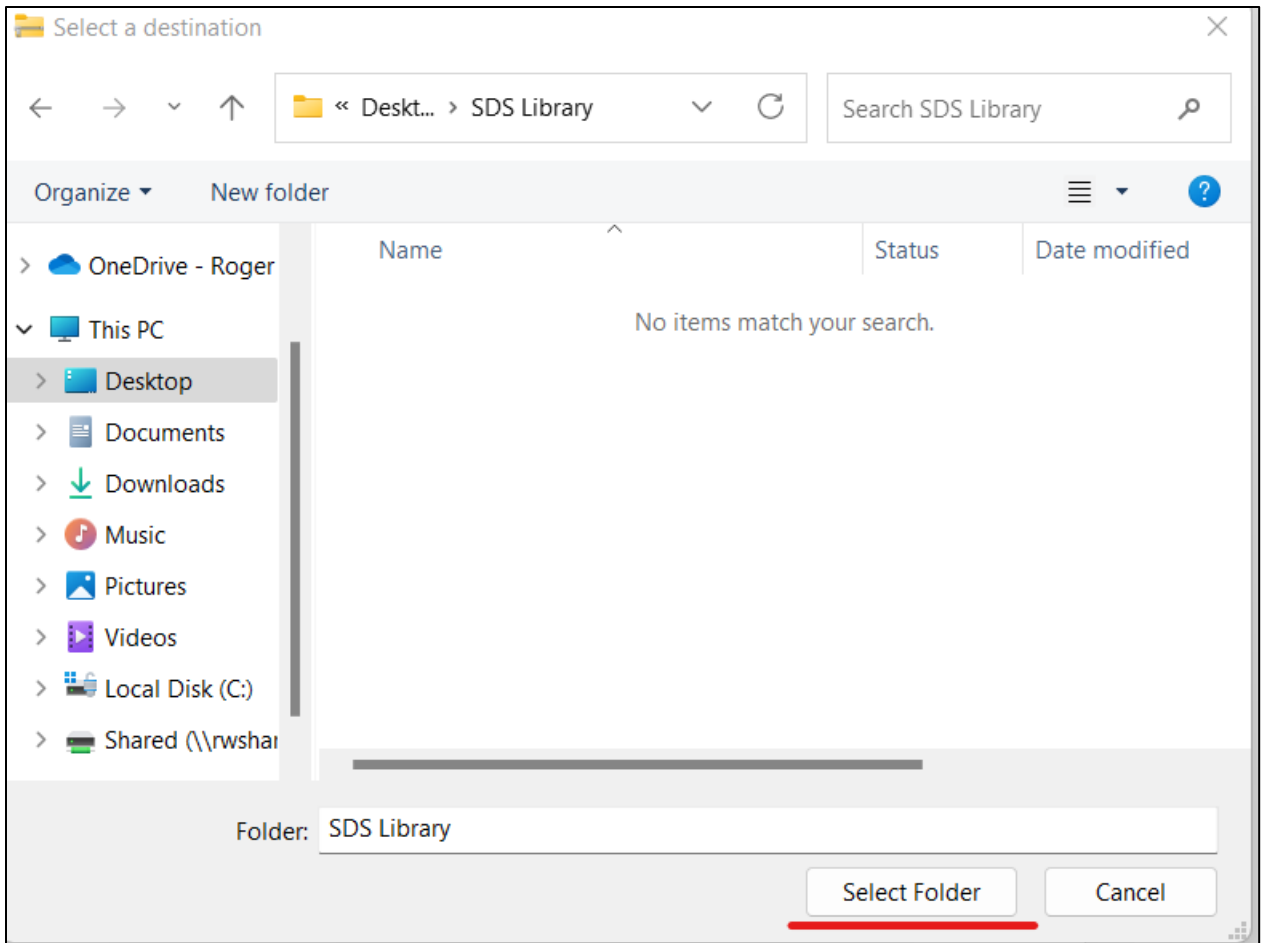 Select a destination
« Deskt... > SDS Library
Search SDS Library
Organize
New folder
?
Name
Status
Date modified
No items match your search.
OneDrive - Roger
This PC
Desktop
Documents
Downloads
Music
Pictures
Videos
Local Disk (C:)
Shared (\\rwshar
Folder: SDS Library
Select Folder
Cancel